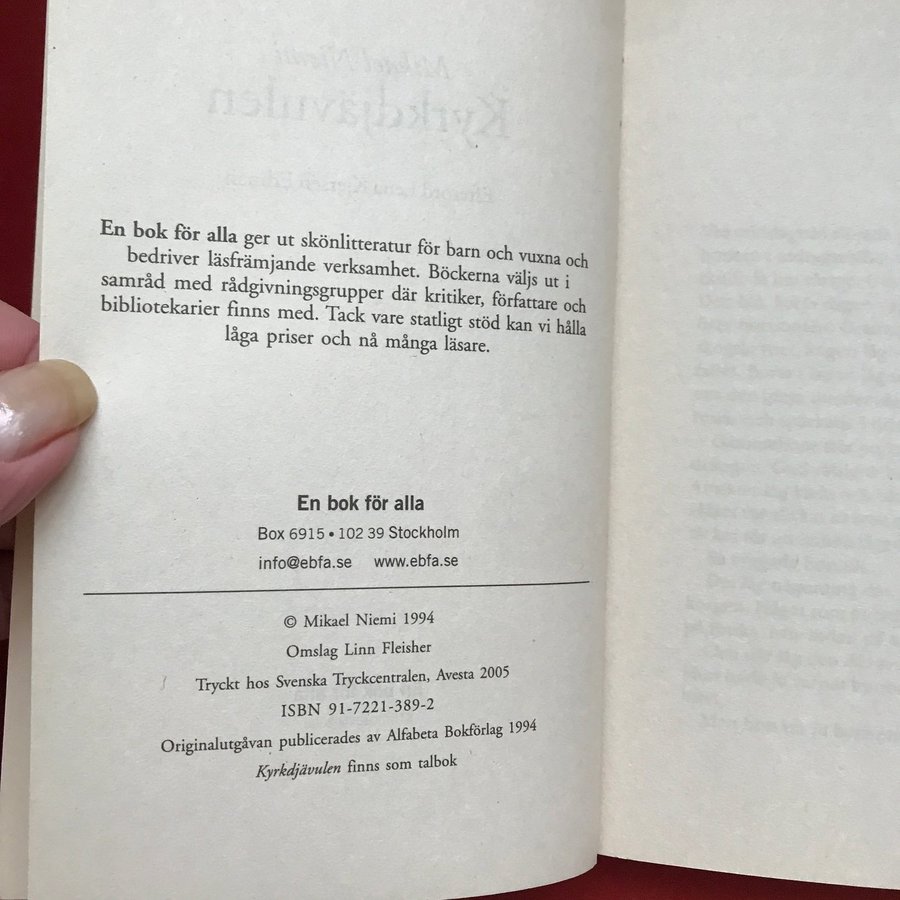 Mikael Niemi
Kyrkdjävulen
En bok för alla ger ut skönlitteratur för barn och vuxna och
bedriver läsfrämjande verksamhet. Böckerna väljs ut i
samråd med rådgivningsgrupper där kritiker, författare och
bibliotekarier finns med. Tack vare statligt stöd kan vi hålla
låga priser och nå många läsare.
En bok för alla
Box 6915 • 102 39 Stockholm
info@ebfa.se www.ebfa.se
© Mikael Niemi 1994
Omslag Linn Fleisher
Tryckt hos Svenska Tryckcentralen, Avesta 2005
ISBN 91-7221-389-2
Originalutgåvan publicerades av Alfabeta Bokförlag 1994
Kyrkdjävulen finns som talbok